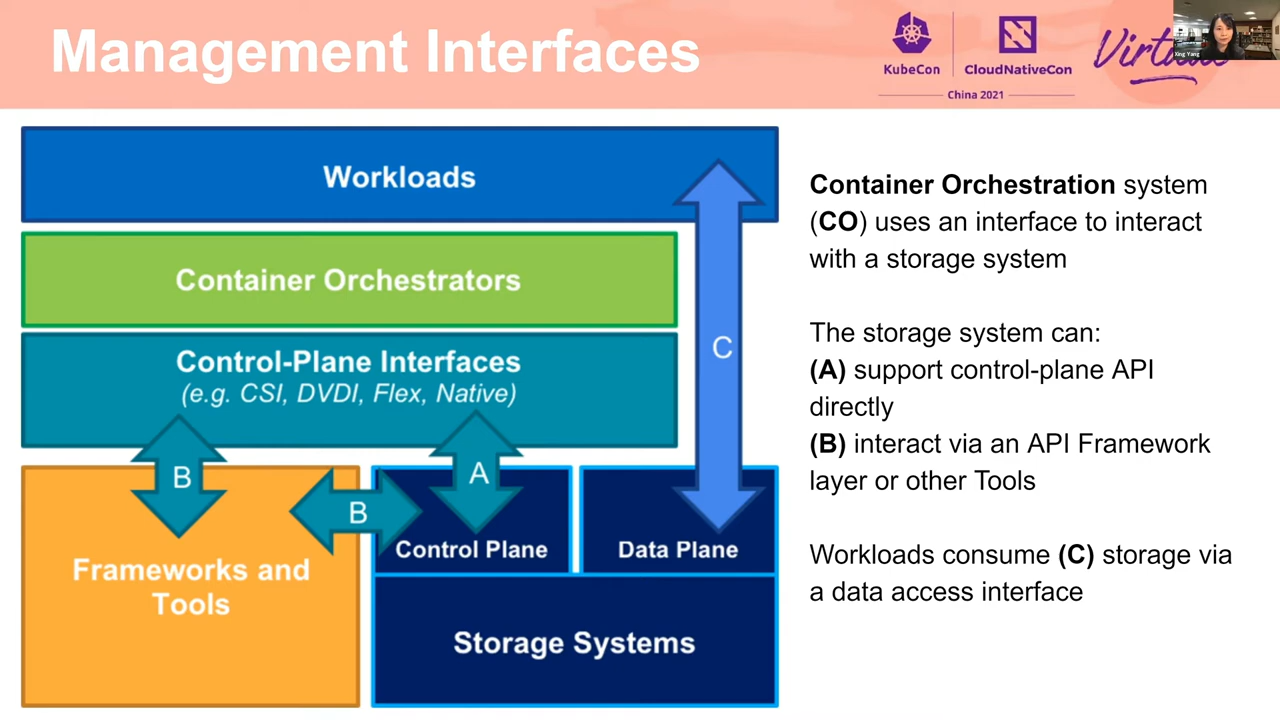 Management Interfaces
KubeCon
CloudNativeCon
China 2021
Xing Yang
Workloads
Container Orchestrators
Control-Plane Interfaces
(e.g. CSI, DVDI, Flex, Native)
C
B
A
B
Control Plane
Data Plane
Frameworks and
Tools
Storage Systems
Container Orchestration system
(CO) uses an interface to interact
with a storage system
The storage system can:
(A) support control-plane API
directly
(B) interact via an API Framework
layer or other Tools
Workloads consume (C) storage via
a data access interface